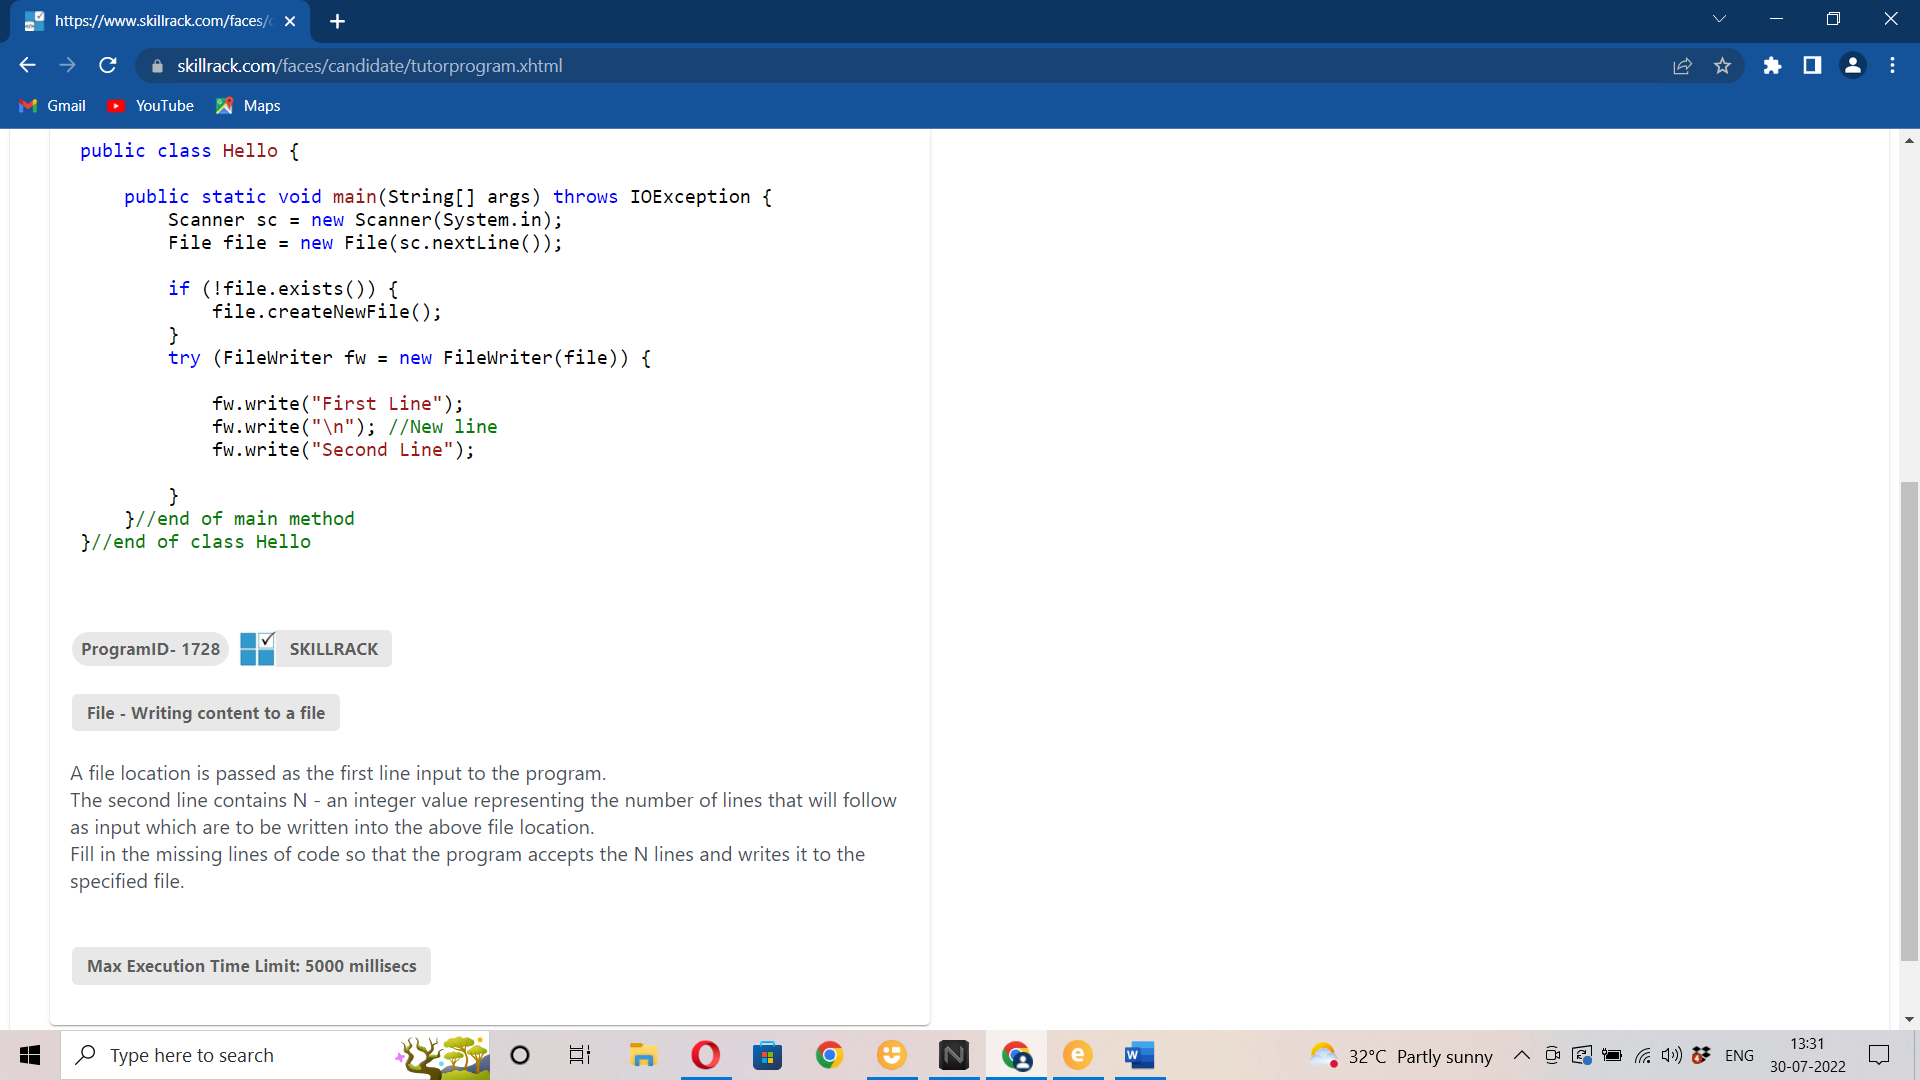 https://www.skillrack.com/faces/c
skillrack.com/faces/candidate/tutorprogram.xhtml
Gmail YouTube Maps
public class Hello {
public static void main(String[] args) throws IOException {
Scanner sc = new Scanner(System.in);
File file = new File(sc.nextLine());
if (!file.exists()) {
file.createNewFile();
}
try (FileWriter fw = new FileWriter(file)) {
fw.write("First Line");
fw.write("\n"); //New line
fw.write("Second Line");
}
}//end of main method
}//end of class Hello
ProgramID- 1728 SKILLRACK
File - Writing content to a file
A file location is passed as the first line input to the program.
The second line contains N - an integer value representing the number of lines that will follow
as input which are to be written into the above file location.
Fill in the missing lines of code so that the program accepts the N lines and writes it to the
specified file.
Max Execution Time Limit: 5000 millisecs
Type here to search
32°C Partly sunny
ENG
13:31
30-07-2022